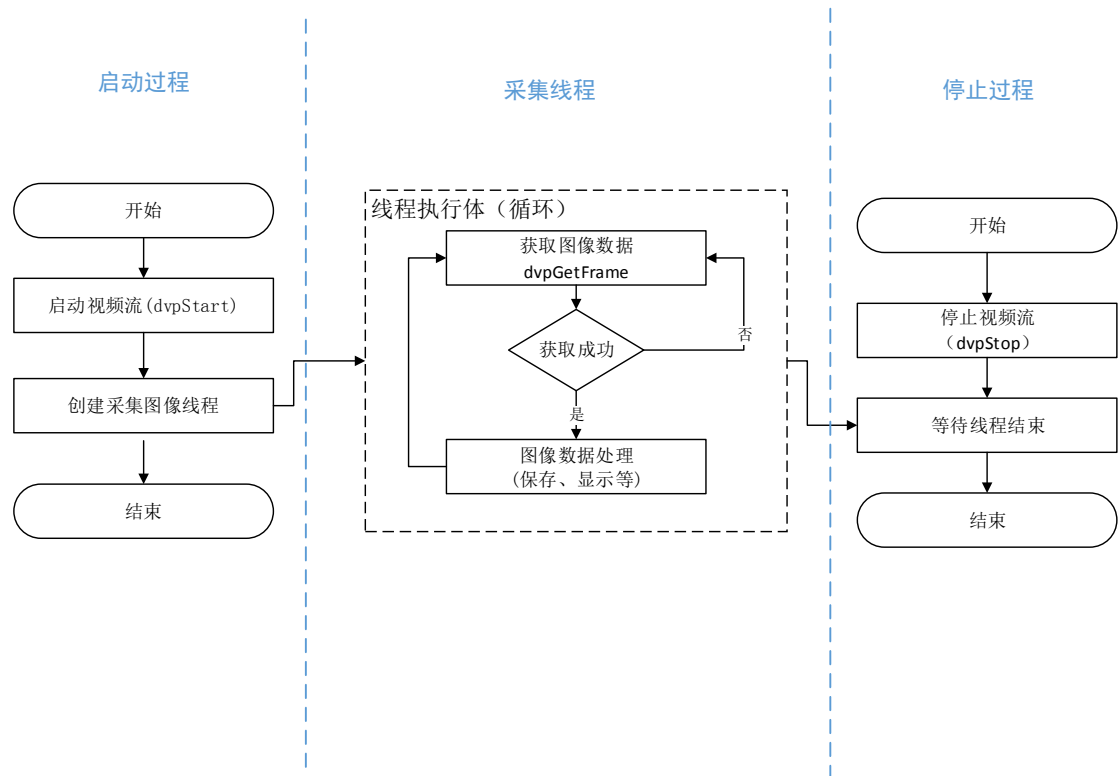 启动过程
采集线程
停止过程
开始
启动视频流(dvpStart)
创建采集图像线程
结束
线程执行体（循环）
获取图像数据
dvpGetFrame
获取成功
否
是
图像数据处理
(保存、显示等)
开始
停止视频流
（dvpStop）
等待线程结束
结束